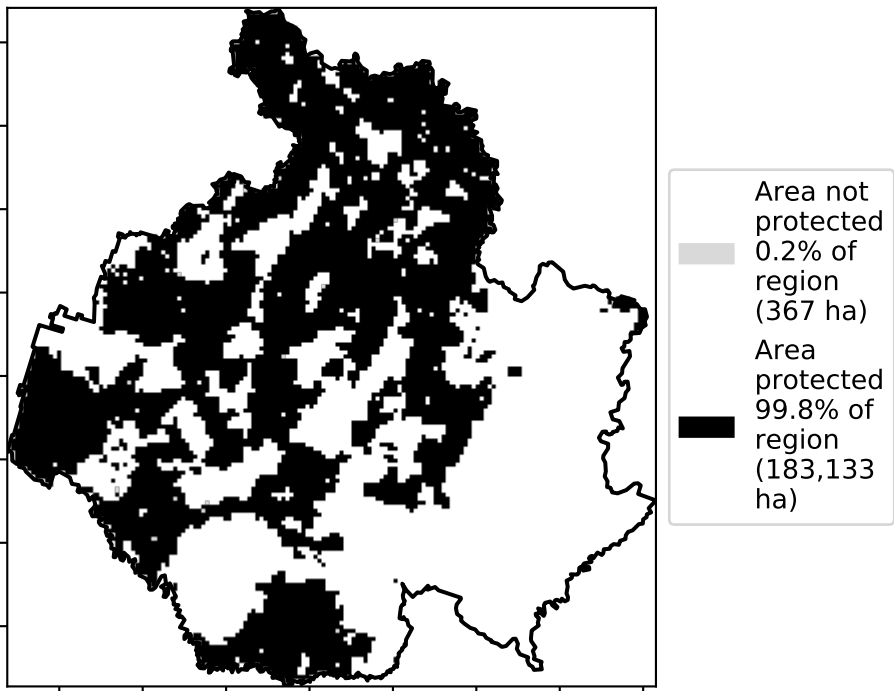 Area not
protected
0.2% of
region
(367 ha)
Area
protected
99.8% of
region
(183,133
ha)